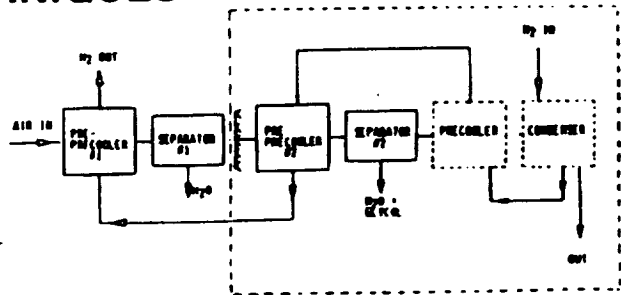 N2 OUT
N2 IN
AIR IN
PRE-
PRECOOLER
#1
SEPARATOR
#1
PRE
PRECOOLER
#2
SEPARATOR
#2
PRECOOLER
CONDENSER
H2O
H2O +
OUT